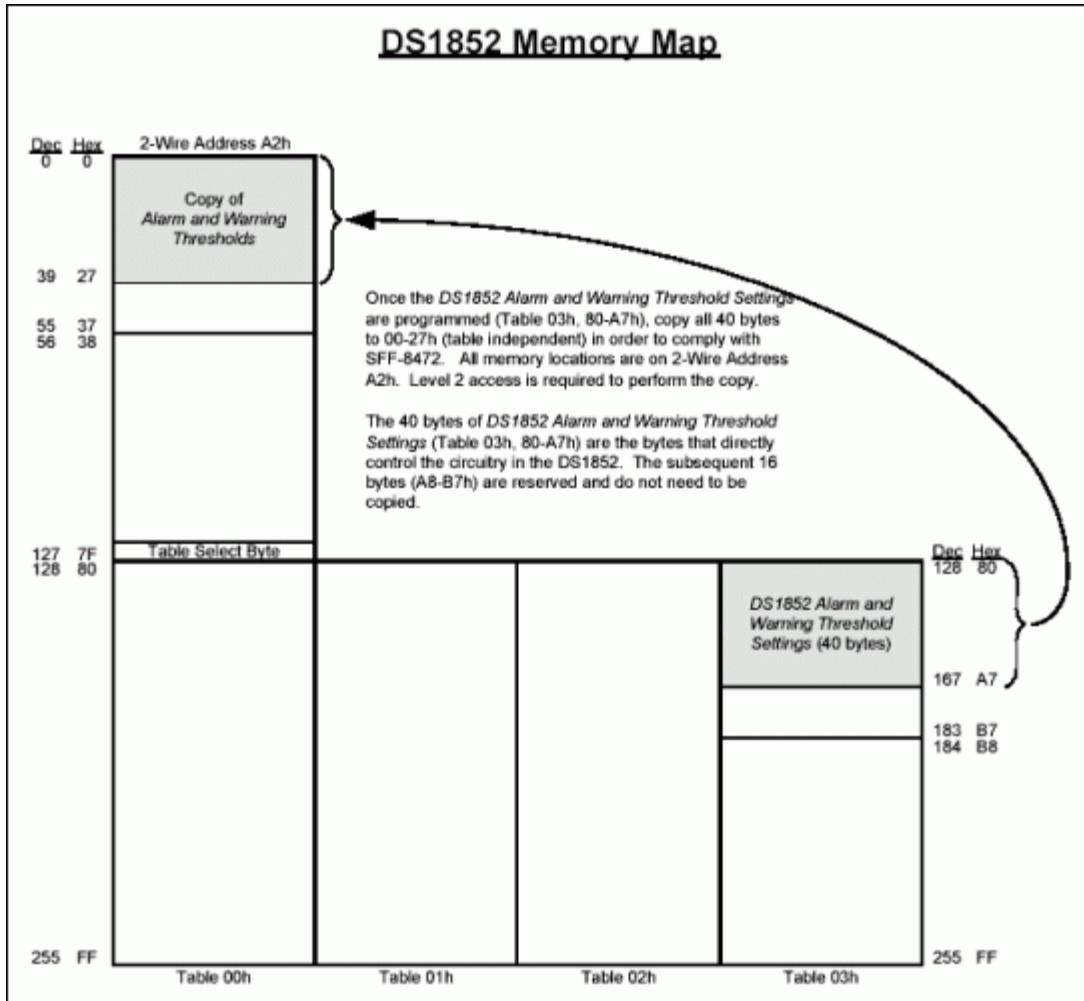 DS1852 Memory Map
Dec Hex
2-Wire Address A2h
0 0
Copy of
Alarm and Warning
Thresholds
39 27
Once the DS1852 Alarm and Warning Threshold Settings
are programmed (Table 03h, 80-A7h), copy all 40 bytes
to 00-27h (table independent) in order to comply with
SFF-8472. All memory locations are on 2-Wire Address
A2h. Level 2 access is required to perform the copy.
55 37
56 38
The 40 bytes of DS1852 Alarm and Warning Threshold
Settings (Table 03h, 80-A7h) are the bytes that directly
control the circuitry in the DS1852. The subsequent 16
bytes (A8-B7h) are reserved and do not need to be
copied.
127 7F
Table Select Byte
128 80
Dec Hex
128 80
DS1852 Alarm and
Warning Threshold
Settings (40 bytes)
167 A7
183 B7
184 B8
255 FF
255 FF
Table 00h
Table 01h
Table 02h
Table 03h